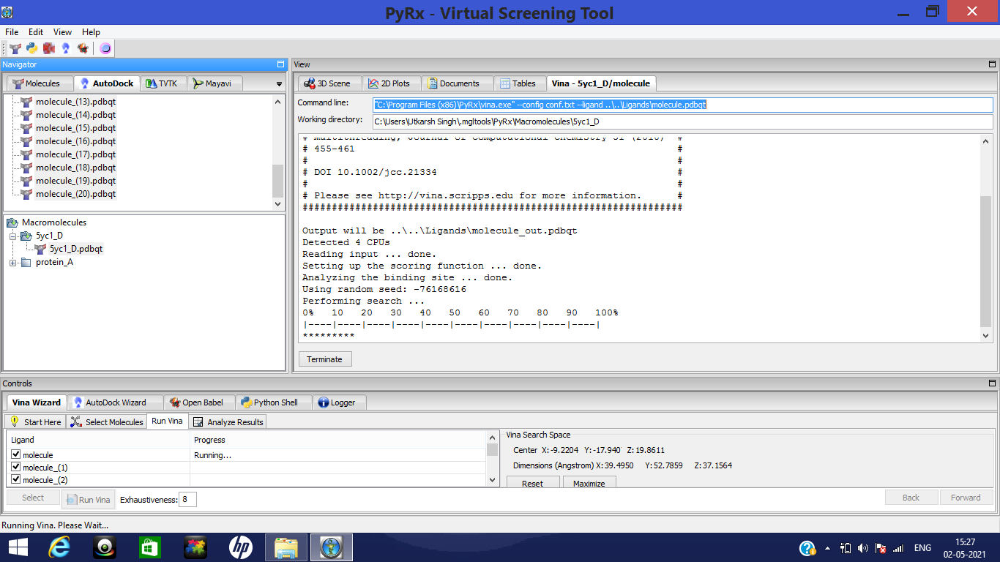 PyRx - Virtual Screening Tool
File Edit View Help
Navigator
Molecules AutoDock TVTK Mayavi
molecule_(13).pdbqt
molecule_(14).pdbqt
molecule_(15).pdbqt
molecule_(16).pdbqt
molecule_(17).pdbqt
molecule_(18).pdbqt
molecule_(19).pdbqt
molecule_(20).pdbqt
Macromolecules
5yc1_D
5yc1_D.pdbqt
protein_A
View
3D Scene 2D Plots Documents Tables Vina - 5yc1_D/molecule
Command line: "C:\Program Files (x86)\PyRx\vina.exe" --config conf.txt --ligand ..\..\Ligands\molecule.pdbqt
Working directory: C:\Users\Utkarsh Singh\.mgltools\PyRx\Macromolecules\5yc1_D
# multithreading, Journal of Computational Chemistry 31 (2010) #
# 455-461 #
# #
# DOI 10.1002/jcc.21334 #
# #
# Please see http://vina.scripps.edu for more information. #
#################################################################
Output will be ..\..\Ligands\molecule_out.pdbqt
Detected 4 CPUs
Reading input ... done.
Setting up the scoring function ... done.
Analyzing the binding site ... done.
Using random seed: -76168616
Performing search ...
0% 10 20 30 40 50 60 70 80 90 100%
|----|----|----|----|----|----|----|----|----|----|
*********
Terminate
Controls
Vina Wizard AutoDock Wizard Open Babel Python Shell Logger
Start Here Select Molecules Run Vina Analyze Results
Ligand Progress
molecule Running...
molecule_(1)
molecule_(2)
Vina Search Space
Center X:-9.2204 Y:-17.940 Z:19.8611
Dimensions (Angstrom) X:39.4950 Y:52.7859 Z:37.1564
Reset Maximize
Select Run Vina Exhaustiveness: 8 Back Forward
Running Vina. Please Wait...
hp
? ENG
15:27
02-05-2021